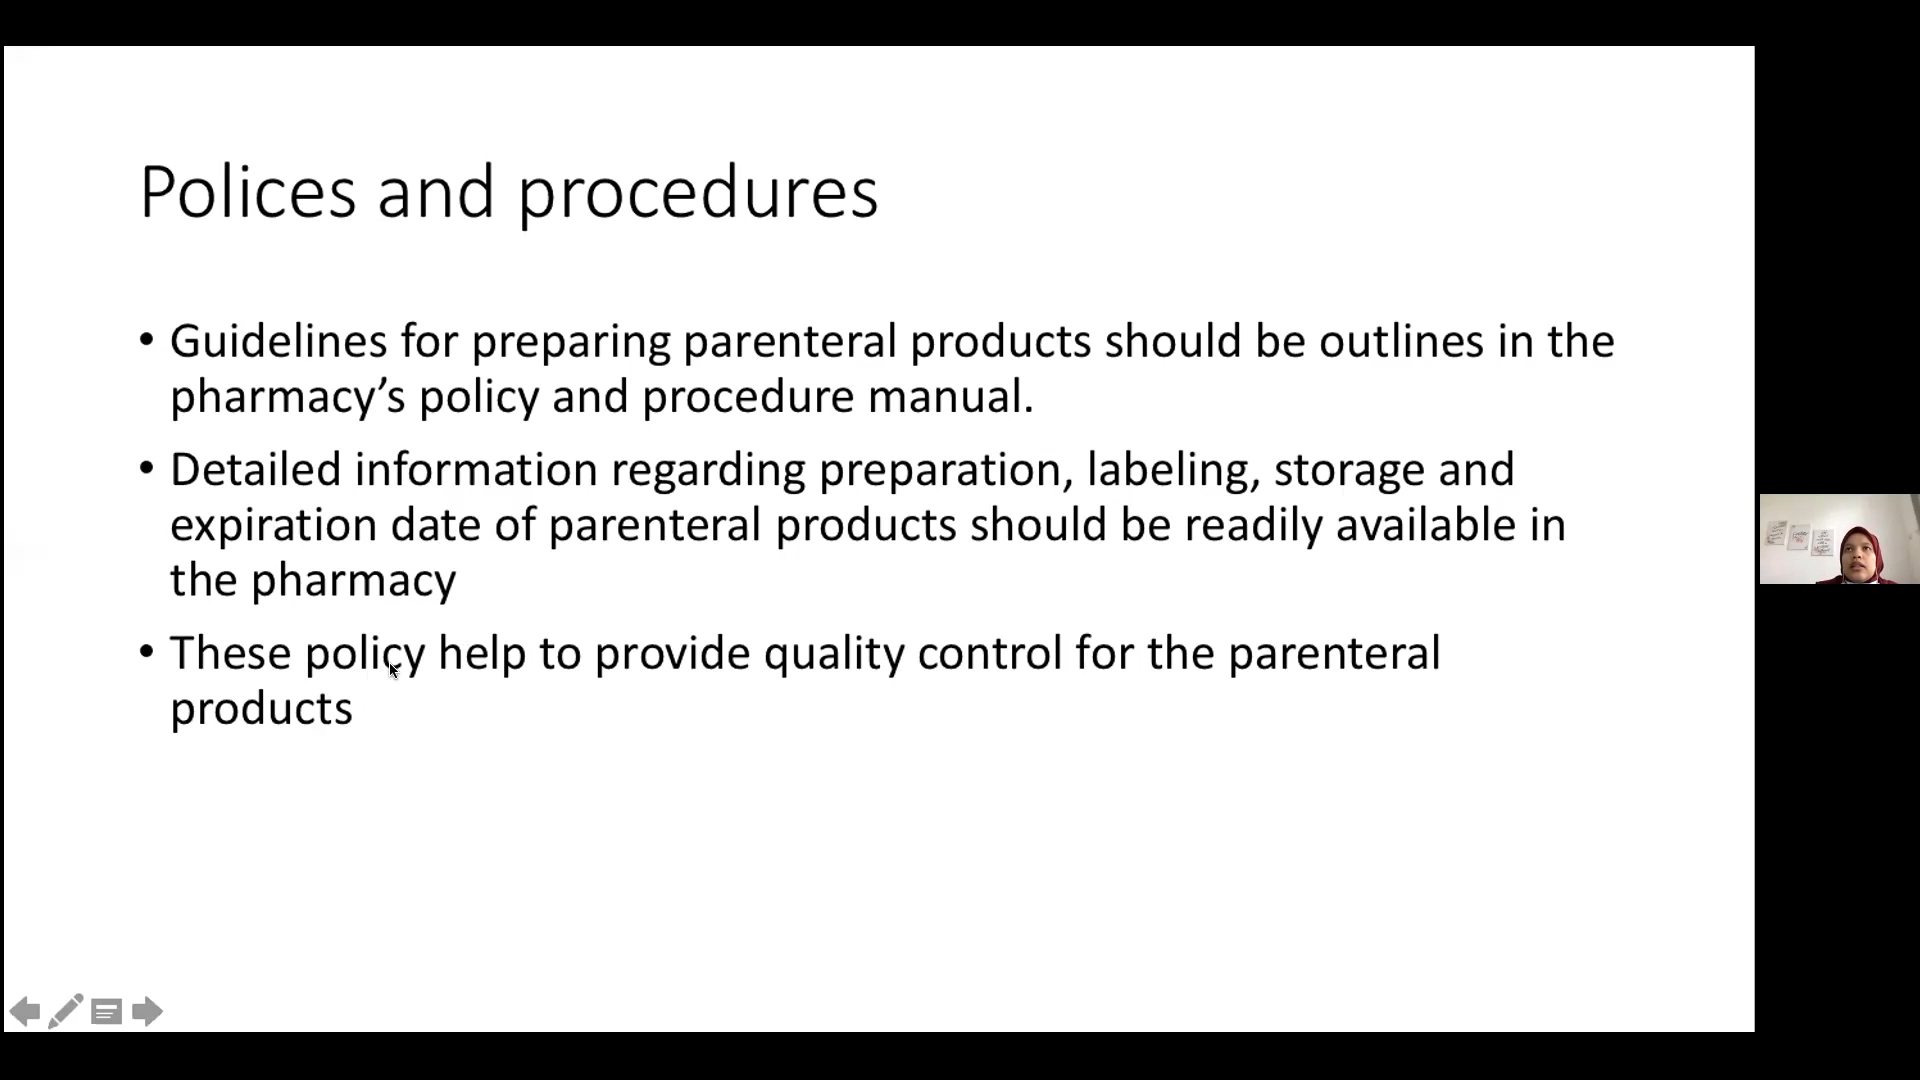 Polices and procedures
• Guidelines for preparing parenteral products should be outlines in the
pharmacy’s policy and procedure manual.
• Detailed information regarding preparation, labeling, storage and
expiration date of parenteral products should be readily available in
the pharmacy
• These policy help to provide quality control for the parenteral
products